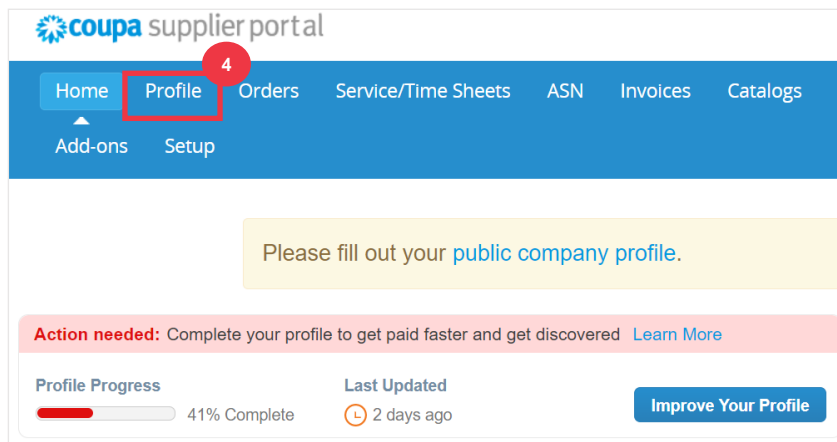 coupa supplier portal
4
Home Profile Orders Service/Time Sheets ASN Invoices Catalogs
Add-ons Setup
Please fill out your public company profile.
Action needed: Complete your profile to get paid faster and get discovered Learn More
Profile Progress Last Updated
41% Complete 2 days ago Improve Your Profile